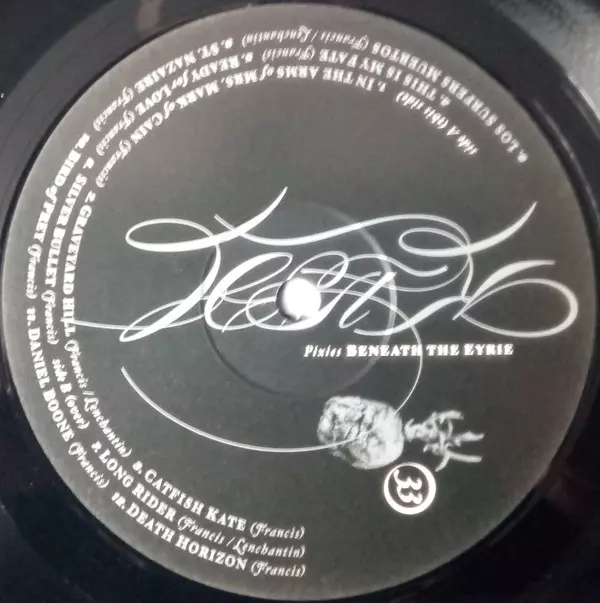 side A (this side)
1. IN THE ARMS of MRS. MARK of CAIN (Francis) 2. GRAVEYARD HILL (Francis / Lenchantin) 3. CATFISH KATE (Francis)
4. THIS IS MY FATE (Francis) 5. READY for LOVE (Francis) 6. SILVER BULLET (Francis) side B (over) 7. LONG RIDER (Francis / Lenchantin)
8. LOS SURFERS MUERTOS (Francis / Lenchantin) 9. ST. NAZAIRE (Francis) 10. BIRD of PREY (Francis) 11. DANIEL BOONE (Francis) 12. DEATH HORIZON (Francis)
Pixies BENEATH THE EYRIE
33